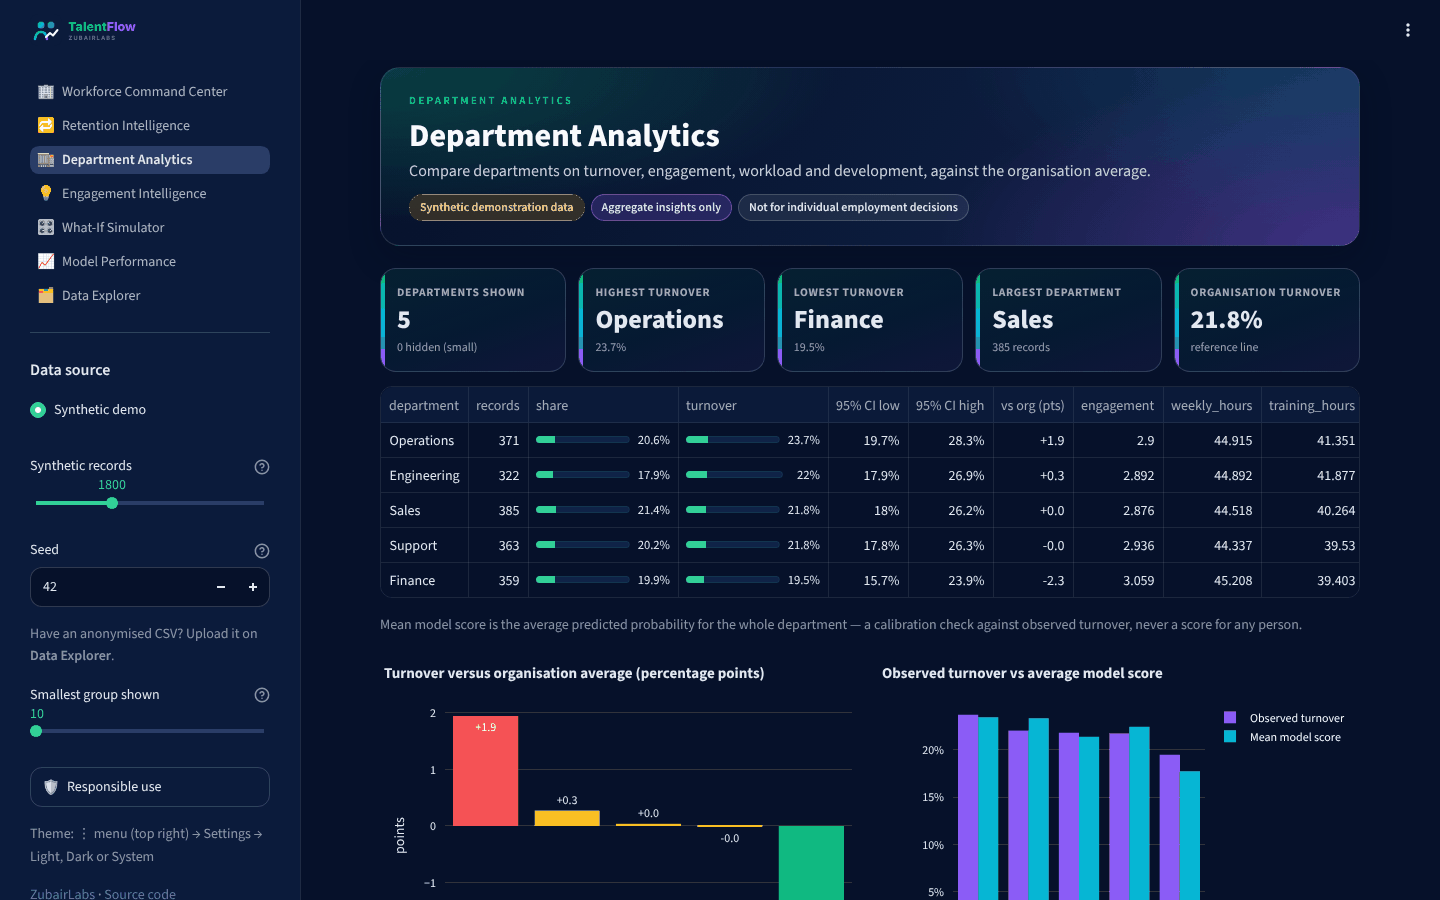 TalentFlow
ZUBAIRLABS
Workforce Command Center
Retention Intelligence
Department Analytics
Engagement Intelligence
What-If Simulator
Model Performance
Data Explorer
Data source
Synthetic demo
Synthetic records
1800
Seed
42
Have an anonymised CSV? Upload it on
Data Explorer.
Smallest group shown
10
Responsible use
Theme: ⋮ menu (top right) → Settings →
Light, Dark or System
ZubairLabs · Source code
DEPARTMENT ANALYTICS
Department Analytics
Compare departments on turnover, engagement, workload and development, against the organisation average.
Synthetic demonstration data Aggregate insights only Not for individual employment decisions
DEPARTMENTS SHOWN
5
0 hidden (small)
HIGHEST TURNOVER
Operations
23.7%
LOWEST TURNOVER
Finance
19.5%
LARGEST DEPARTMENT
Sales
385 records
ORGANISATION TURNOVER
21.8%
reference line
department records share turnover 95% CI low 95% CI high vs org (pts) engagement weekly_hours training_hours
Operations 371 20.6% 23.7% 19.7% 28.3% +1.9 2.9 44.915 41.351
Engineering 322 17.9% 22% 17.9% 26.9% +0.3 2.892 44.892 41.877
Sales 385 21.4% 21.8% 18% 26.2% +0.0 2.876 44.518 40.264
Support 363 20.2% 21.8% 17.8% 26.3% -0.0 2.936 44.337 39.53
Finance 359 19.9% 19.5% 15.7% 23.9% -2.3 3.059 45.208 39.403
Mean model score is the average predicted probability for the whole department — a calibration check against observed turnover, never a score for any person.
Turnover versus organisation average (percentage points)
2
1
0
−1
points
+1.9
+0.3
+0.0
-0.0
Observed turnover vs average model score
20%
15%
10%
5%
Observed turnover
Mean model score